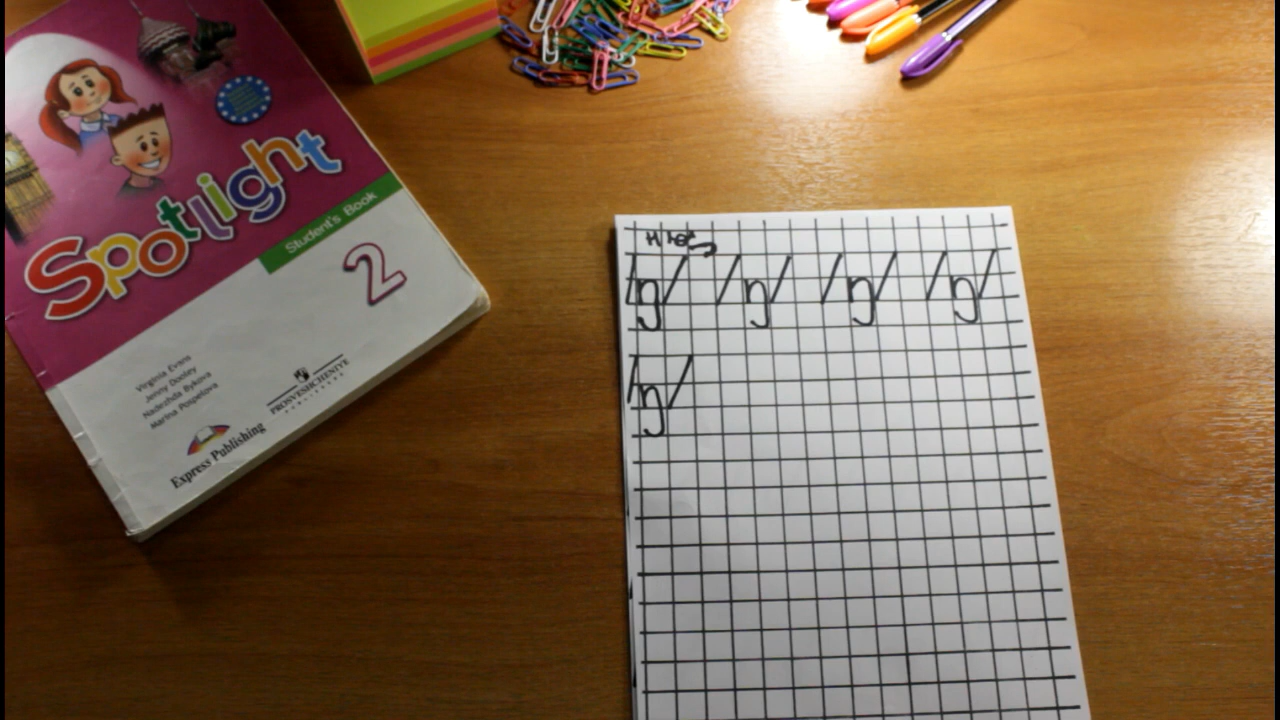 Spotlight
Student's Book
2
Virginia Evans
Jenny Dooley
Nadezhda Bykova
Marina Pospelova
Express Publishing
PROSVESHCHENIYE
/ŋ/ /ŋ/ /ŋ/ /ŋ/
/ŋ/